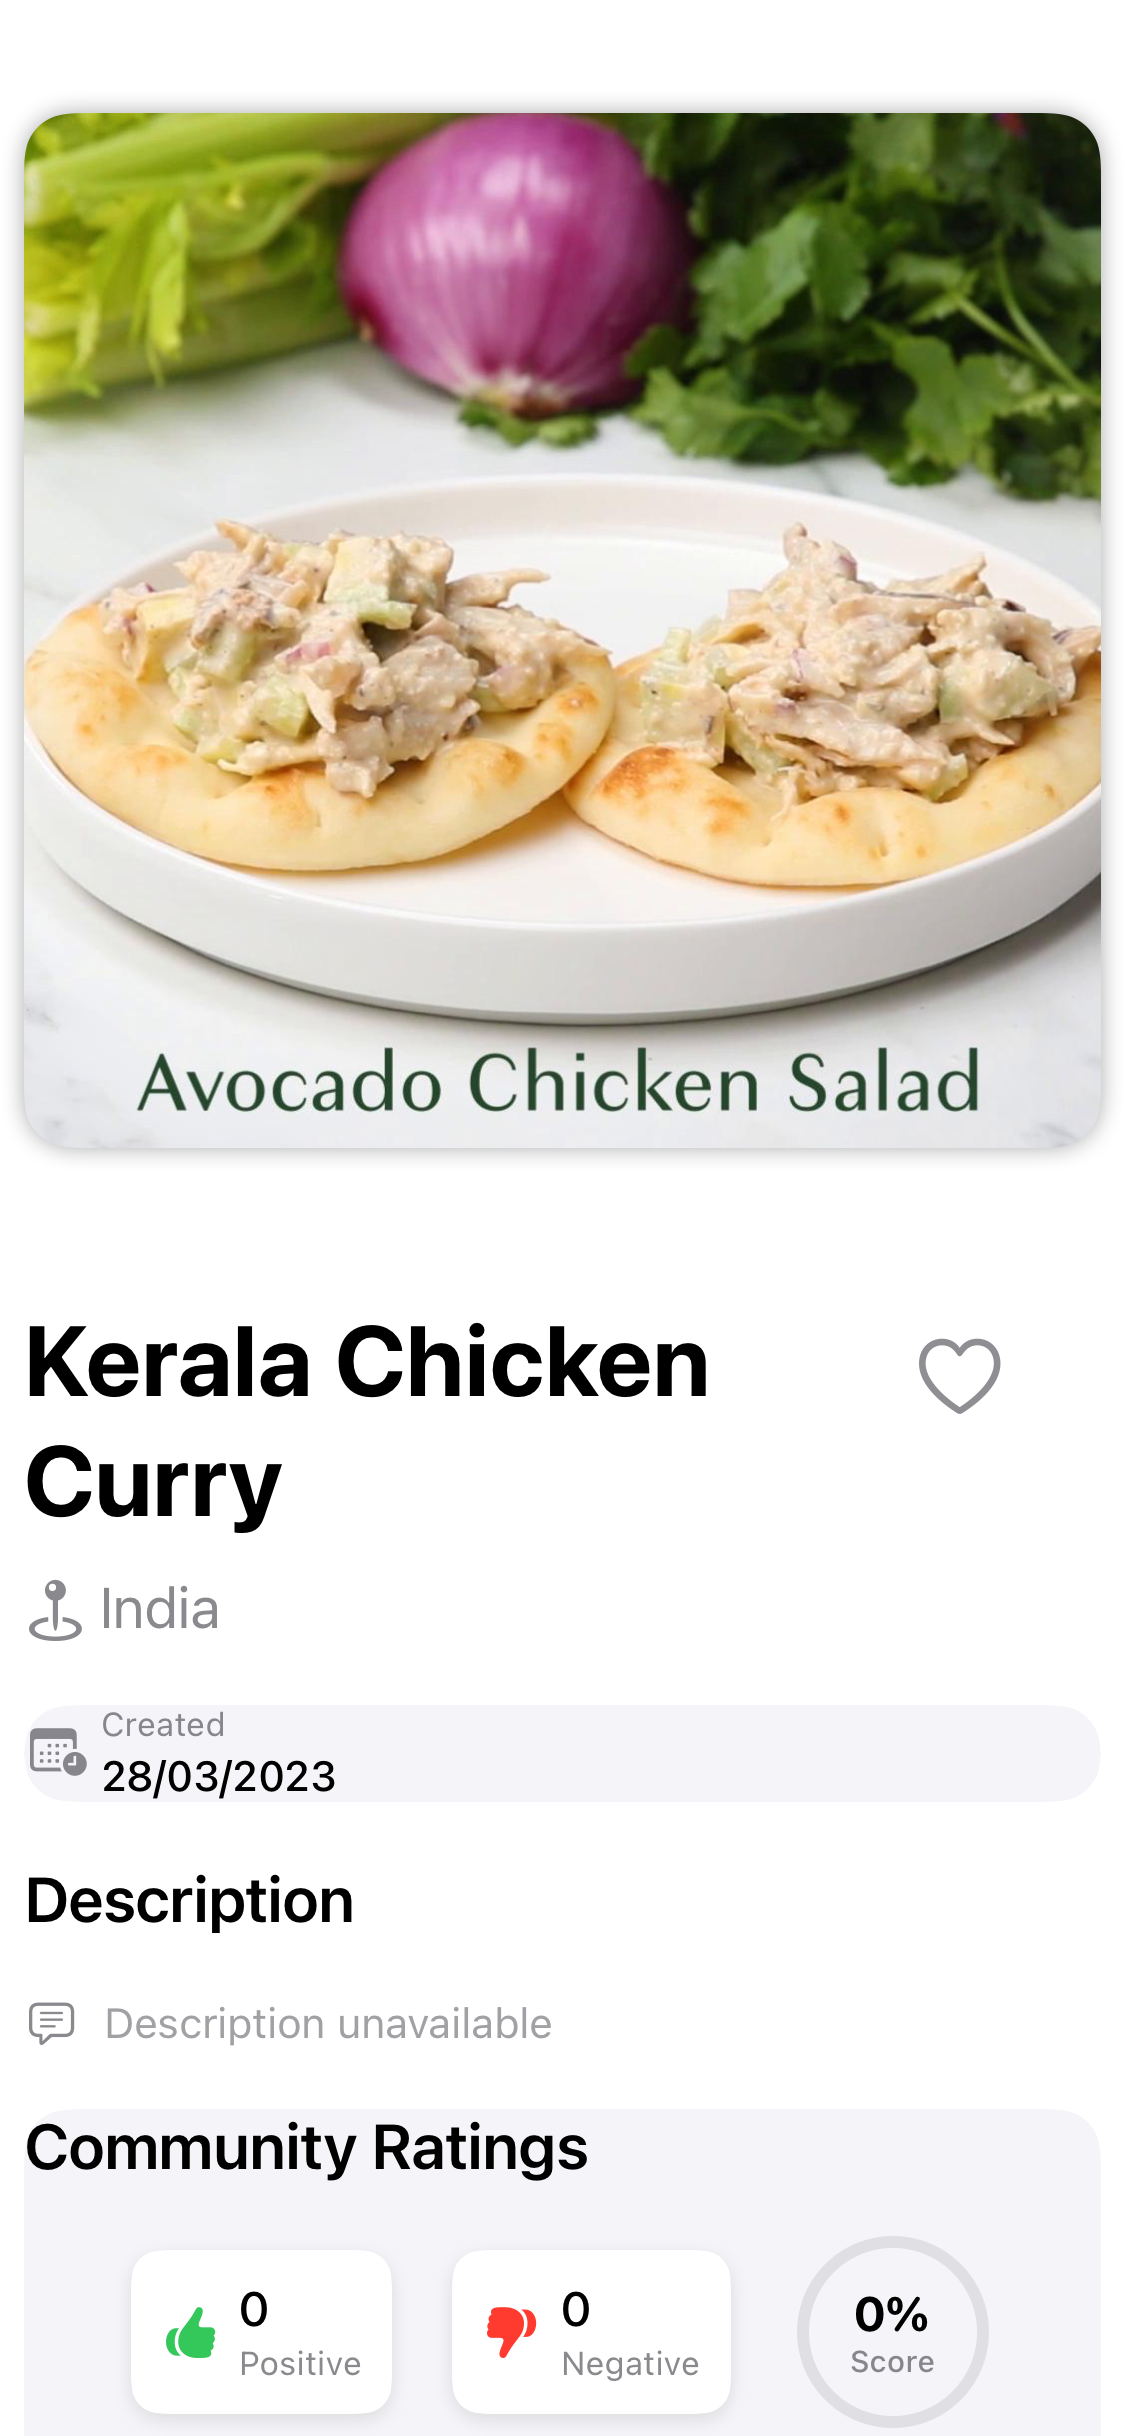 Avocado Chicken Salad
Kerala Chicken
Curry
India
Created
28/03/2023
Description
Description unavailable
Community Ratings
0
Positive
0
Negative
0%
Score